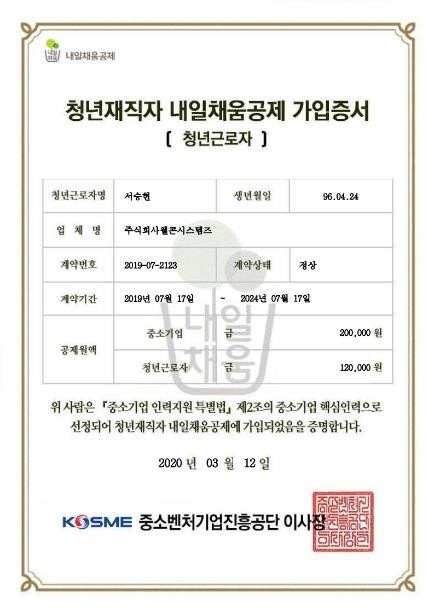 내일채움공제
청년재직자 내일채움공제 가입증서
( 청년근로자 )
청년근로자명 서승현 생년월일 96.04.24
업 체 명 주식회사윌콘시스템즈
계약번호 2019-07-2123 계약상태 정상
계약기간 2019년 07월 17일 ~ 2024년 07월 17일
공제월액 중소기업 금 200,000 원
청년근로자 금 120,000 원
내일
채움
위 사람은 『중소기업 인력지원 특별법』 제2조의 중소기업 핵심인력으로
선정되어 청년재직자 내일채움공제에 가입되었음을 증명합니다.
2020 년 03 월 12 일
KOSME 중소벤처기업진흥공단 이사장